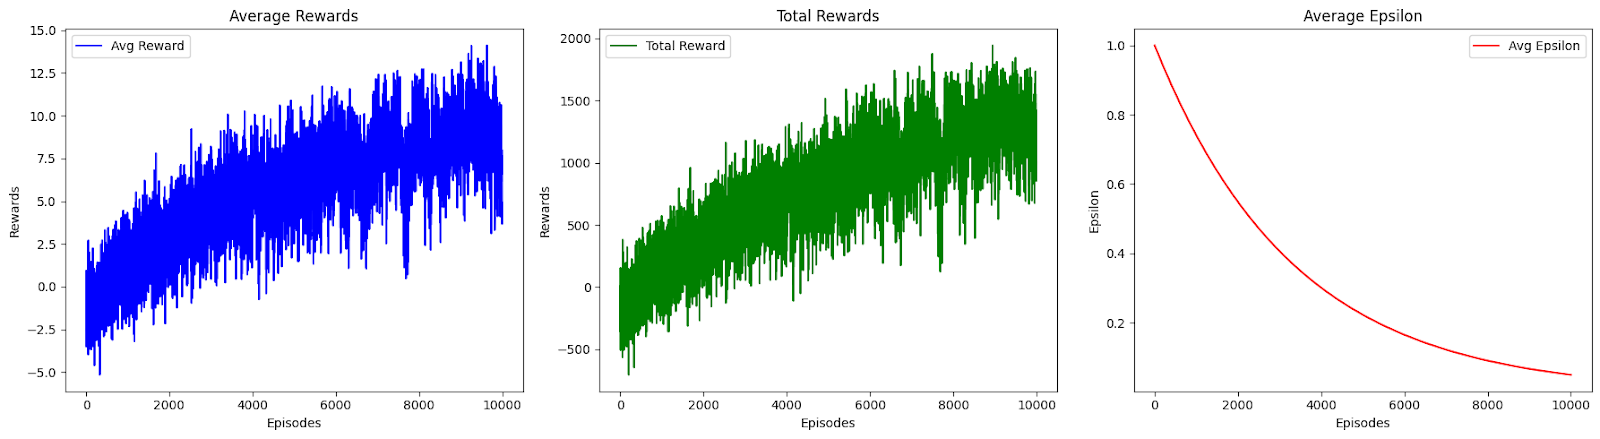 Average Rewards
15.0
12.5
10.0
7.5
5.0
2.5
0.0
−2.5
−5.0
Rewards
Avg Reward
0 2000 4000 6000 8000 10000
Episodes
Total Rewards
2000
1500
1000
500
0
−500
Rewards
Total Reward
0 2000 4000 6000 8000 10000
Episodes
Average Epsilon
1.0
0.8
0.6
0.4
0.2
Epsilon
Avg Epsilon
0 2000 4000 6000 8000 10000
Episodes